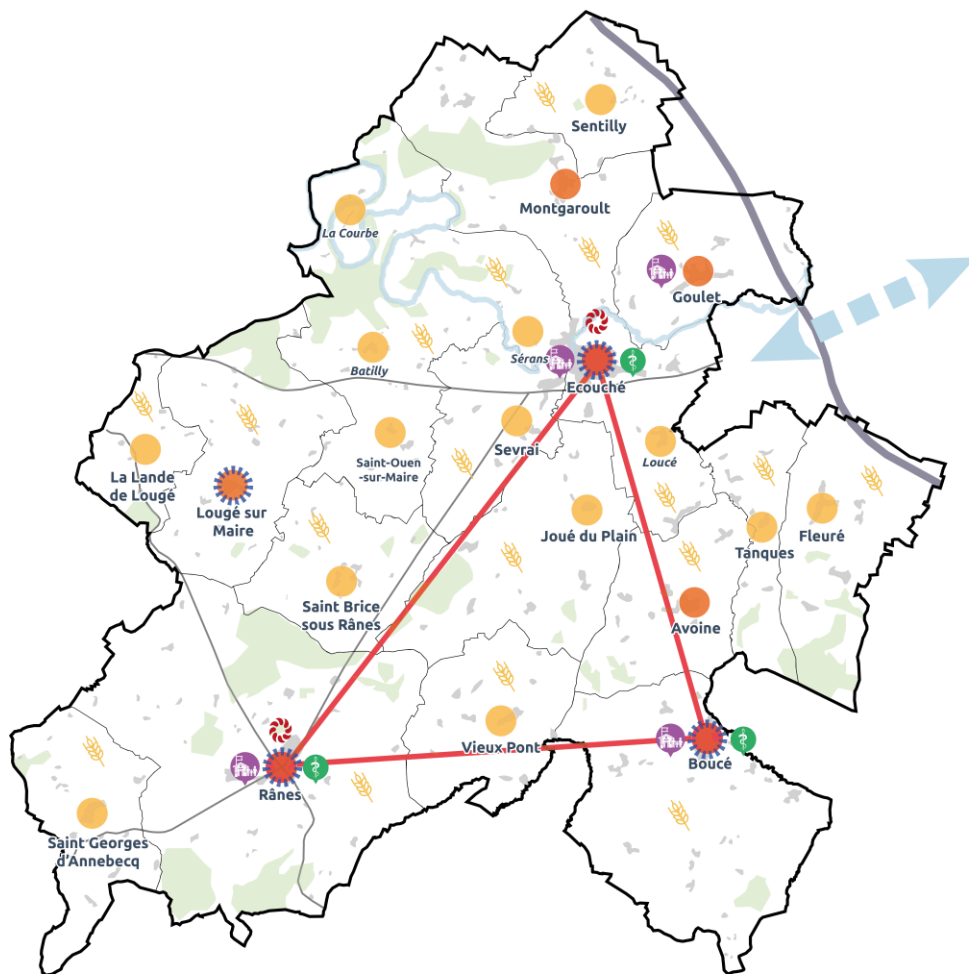 Sentilly
Montgaroult
La Courbe
Goulet
Sérans
Batilly
Ecouché
Sevrai
Loucé
Saint-Ouen
-sur-Maire
La Lande
de Lougé
Lougé sur
Maire
Joué du Plain
Tanques
Fleuré
Saint Brice
sous Rânes
Avoine
Vieux Pont
Boucé
Rânes
Saint Georges
d'Annebecq